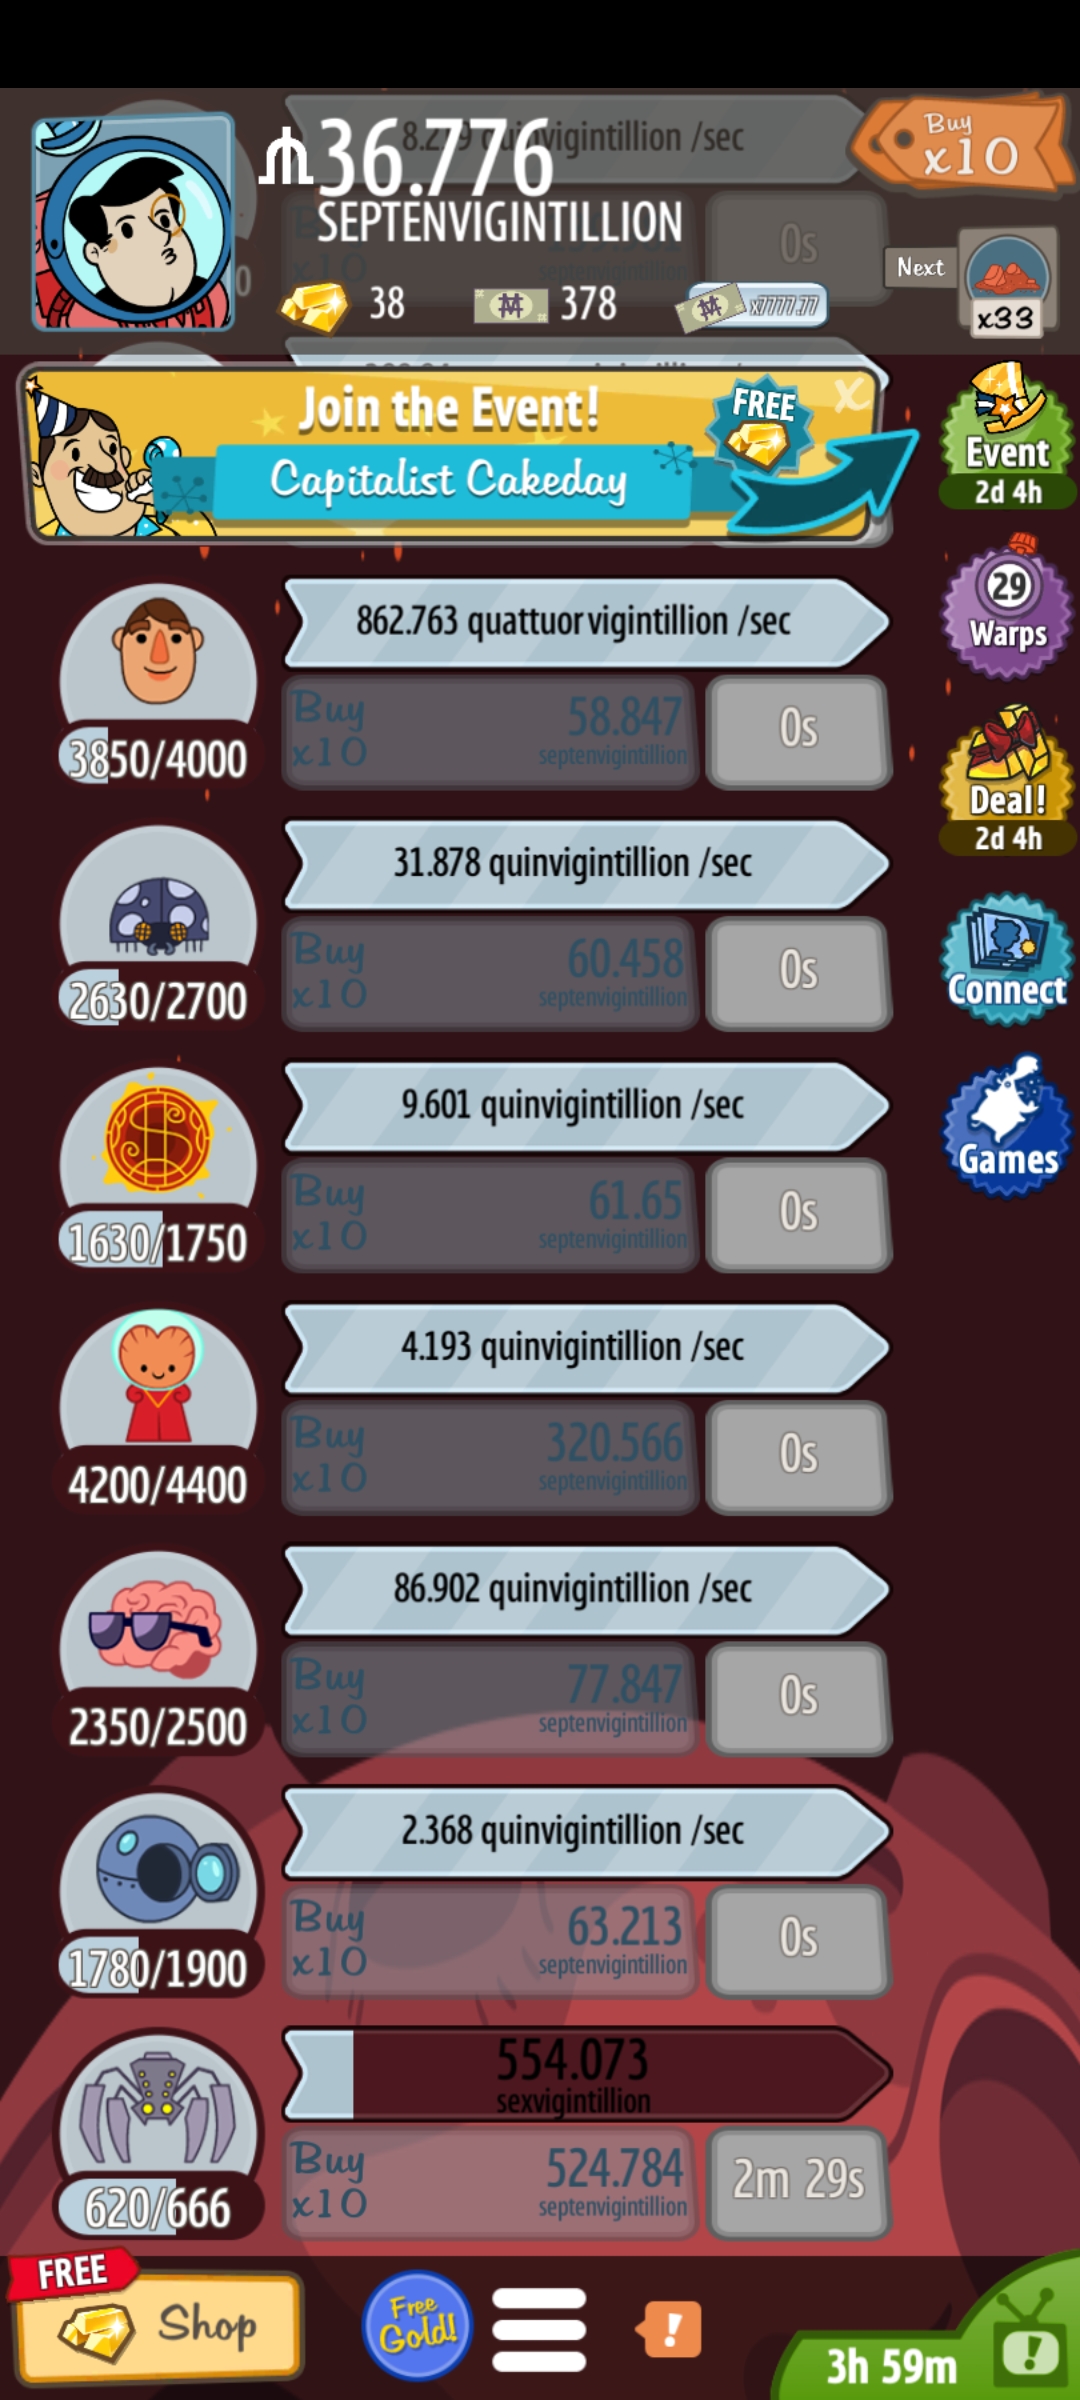 8.279 quinvigintillion /sec
36.776
SEPTENVIGINTILLION
Buy
x10
0s
septenvigintillion
38
378
x7777.77
Next
x33
Join the Event!
FREE
X
Capitalist Cakeday
Event
2d 4h
862.763 quattuorvigintillion /sec
Buy
x10
58.847
septenvigintillion
0s
3850/4000
29
Warps
Deal!
2d 4h
31.878 quinvigintillion /sec
Buy
x10
60.458
septenvigintillion
0s
2630/2700
Connect
9.601 quinvigintillion /sec
Buy
x10
61.65
septenvigintillion
0s
1630/1750
Games
4.193 quinvigintillion /sec
Buy
x10
320.566
septenvigintillion
0s
4200/4400
86.902 quinvigintillion /sec
Buy
x10
77.847
septenvigintillion
0s
2350/2500
2.368 quinvigintillion /sec
Buy
x10
63.213
septenvigintillion
0s
1780/1900
554.073
sexvigintillion
Buy
x10
524.784
septenvigintillion
2m 29s
620/666
FREE
Shop
Free
Gold!
!
3h 59m
!